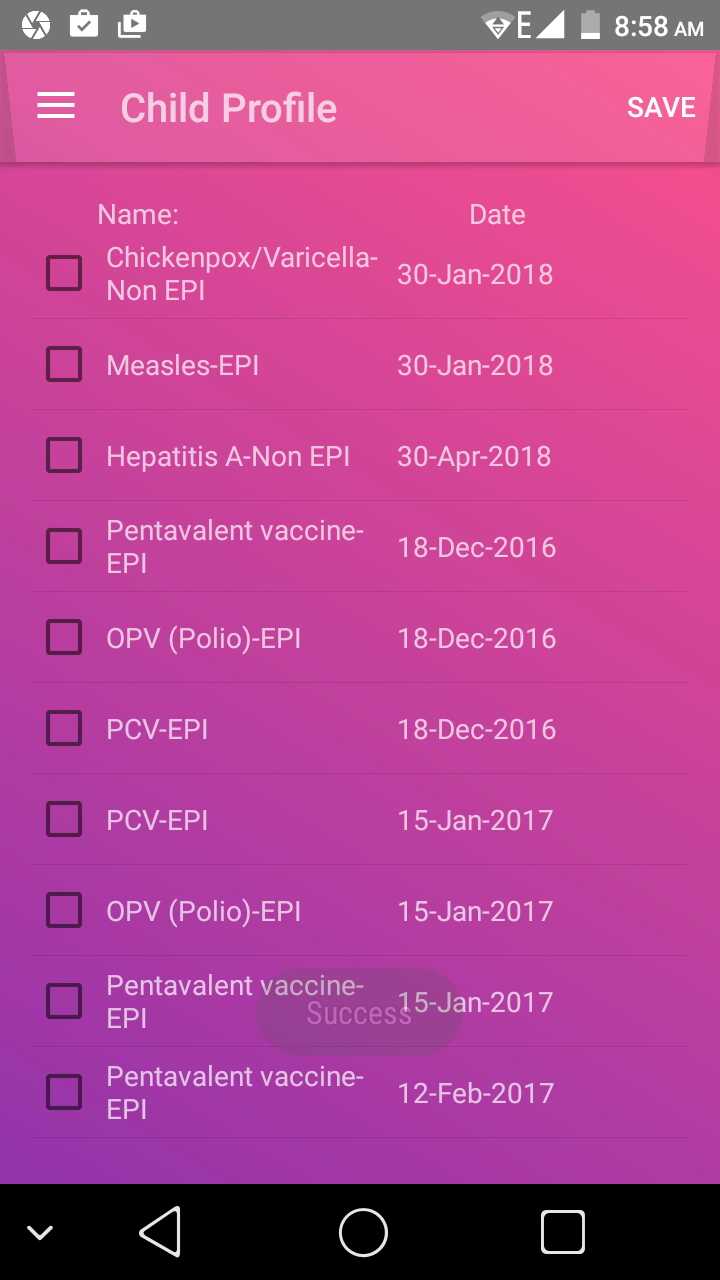 E 8:58 AM
Child Profile SAVE
Name: Date
Chickenpox/Varicella-
Non EPI 30-Jan-2018
Measles-EPI 30-Jan-2018
Hepatitis A-Non EPI 30-Apr-2018
Pentavalent vaccine-
EPI 18-Dec-2016
OPV (Polio)-EPI 18-Dec-2016
PCV-EPI 18-Dec-2016
PCV-EPI 15-Jan-2017
OPV (Polio)-EPI 15-Jan-2017
Pentavalent vaccine-
EPI 15-Jan-2017
Success
Pentavalent vaccine-
EPI 12-Feb-2017